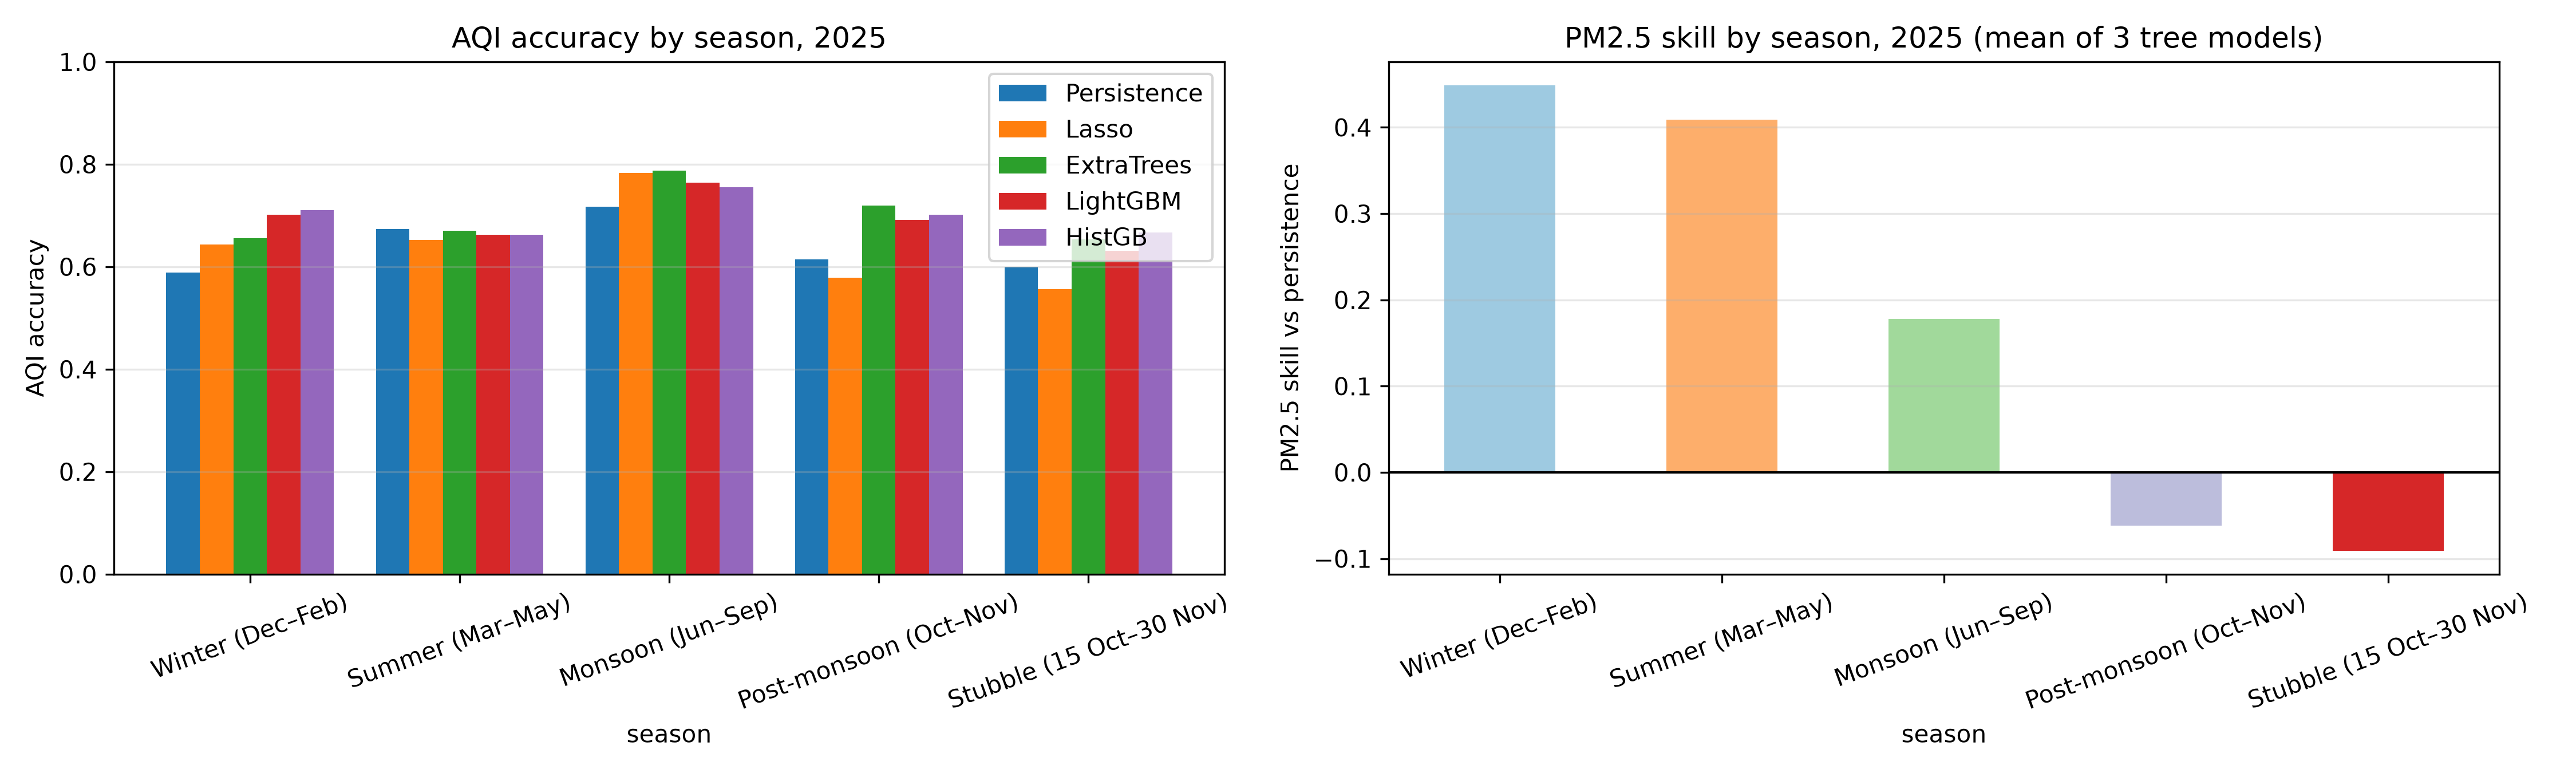 AQI accuracy by season, 2025
1.0
0.8
0.6
0.4
0.2
0.0
AQI accuracy
Persistence
Lasso
ExtraTrees
LightGBM
HistGB
Winter (Dec–Feb)
Summer (Mar–May)
Monsoon (Jun–Sep)
Post-monsoon (Oct–Nov)
Stubble (15 Oct–30 Nov)
season
PM2.5 skill by season, 2025 (mean of 3 tree models)
0.4
0.3
0.2
0.1
0.0
−0.1
PM2.5 skill vs persistence
Winter (Dec–Feb)
Summer (Mar–May)
Monsoon (Jun–Sep)
Post-monsoon (Oct–Nov)
Stubble (15 Oct–30 Nov)
season